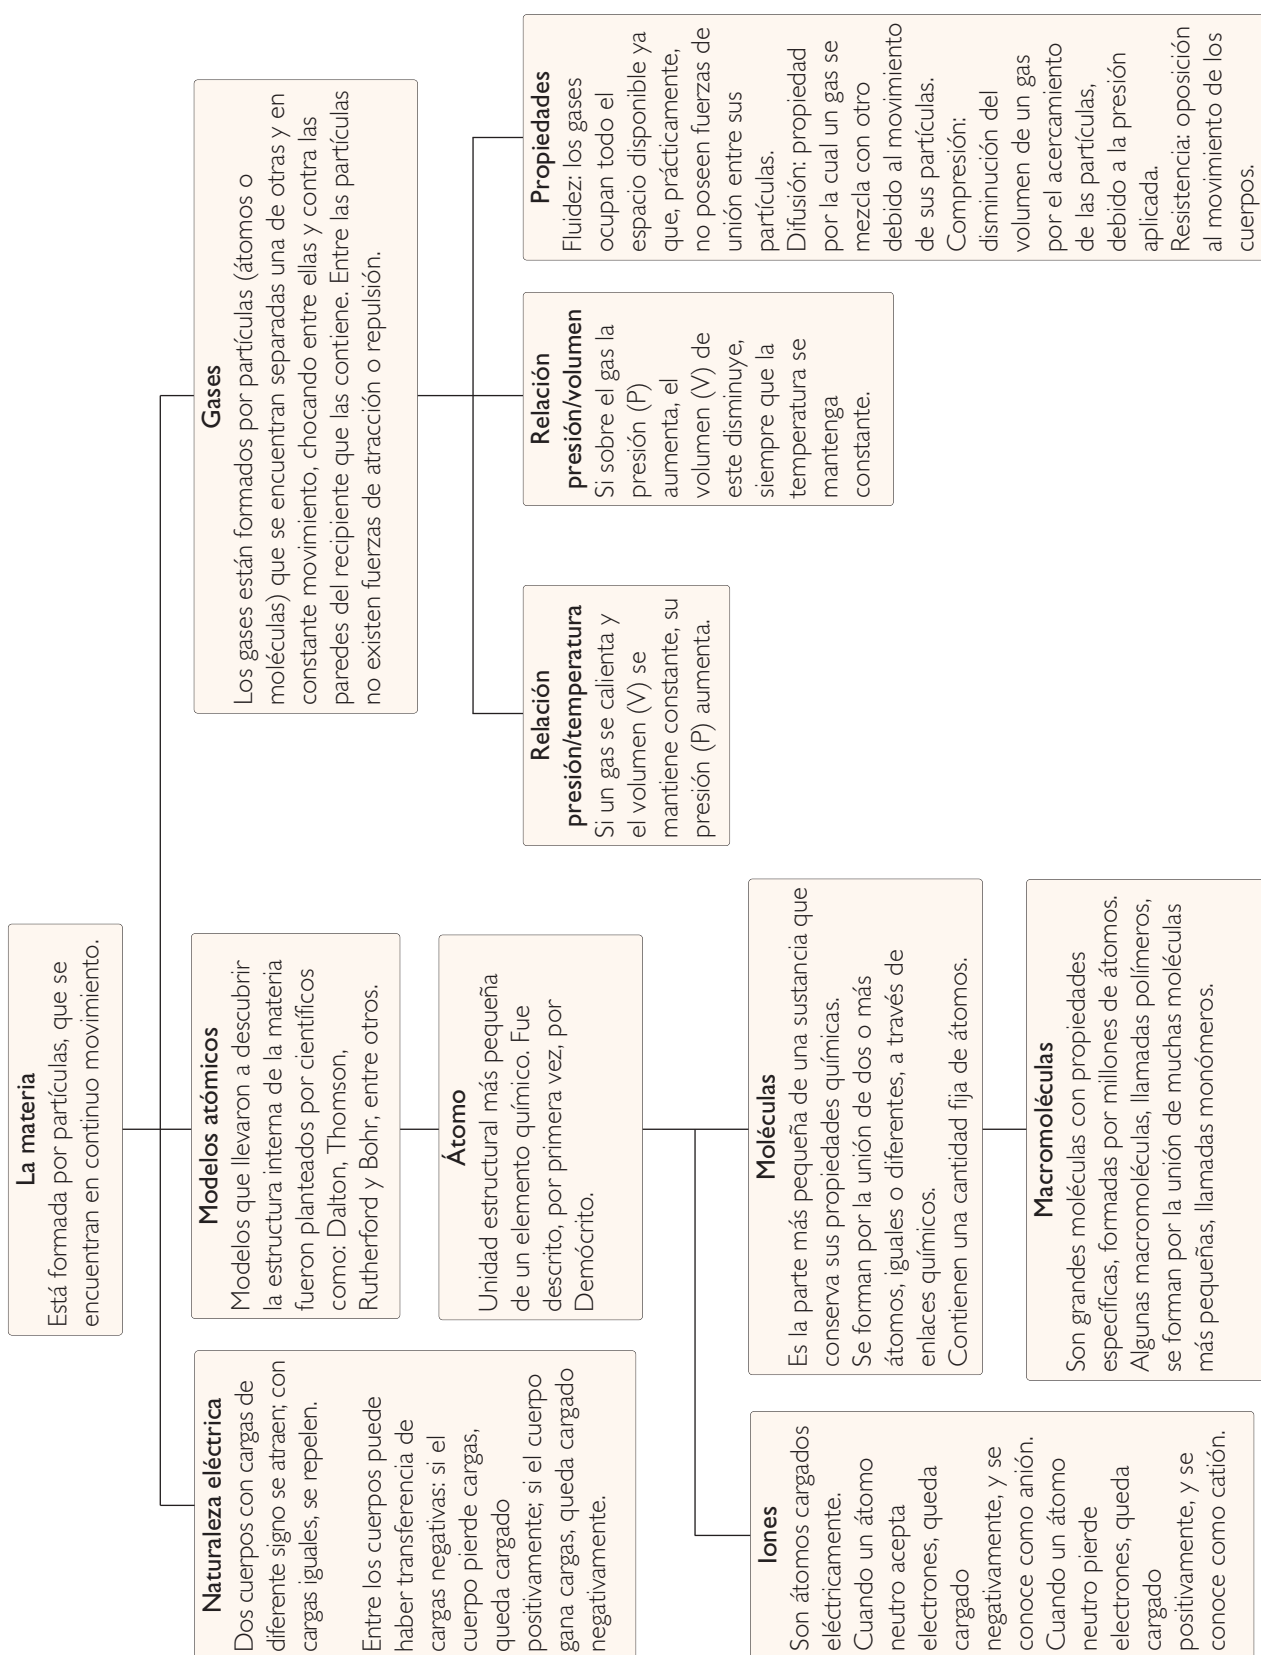 La materia
Está formada por partículas, que se
encuentran en continuo movimiento.
Naturaleza eléctrica
Dos cuerpos con cargas de
diferente signo se atraen; con
cargas iguales, se repelen.
Entre los cuerpos puede
haber transferencia de
cargas negativas: si el
cuerpo pierde cargas,
queda cargado
positivamente; si el cuerpo
gana cargas, queda cargado
negativamente.
Modelos atómicos
Modelos que llevaron a descubrir
la estructura interna de la materia
fueron planteados por científicos
como: Dalton, Thomson,
Rutherford y Bohr, entre otros.
Átomo
Unidad estructural más pequeña
de un elemento químico. Fue
descrito, por primera vez, por
Demócrito.
Iones
Son átomos cargados
eléctricamente.
Cuando un átomo
neutro acepta
electrones, queda
cargado
negativamente, y se
conoce como anión.
Cuando un átomo
neutro pierde
electrones, queda
cargado
positivamente, y se
conoce como catión.
Moléculas
Es la parte más pequeña de una sustancia que
conserva sus propiedades químicas.
Se forman por la unión de dos o más
átomos, iguales o diferentes, a través de
enlaces químicos.
Contienen una cantidad fija de átomos.
Macromoléculas
Son grandes moléculas con propiedades
específicas, formadas por millones de átomos.
Algunas macromoléculas, llamadas polímeros,
se forman por la unión de muchas moléculas
más pequeñas, llamadas monómeros.
Gases
Los gases están formados por partículas (átomos o
moléculas) que se encuentran separadas una de otras y en
constante movimiento, chocando entre ellas y contra las
paredes del recipiente que las contiene. Entre las partículas
no existen fuerzas de atracción o repulsión.
Relación
presión/temperatura
Si un gas se calienta y
el volumen (V) se
mantiene constante, su
presión (P) aumenta.
Relación
presión/volumen
Si sobre el gas la
presión (P)
aumenta, el
volumen (V) de
este disminuye,
siempre que la
temperatura se
mantenga
constante.
Propiedades
Fluidez: los gases
ocupan todo el
espacio disponible ya
que, prácticamente,
no poseen fuerzas de
unión entre sus
partículas.
Difusión: propiedad
por la cual un gas se
mezcla con otro
debido al movimiento
de sus partículas.
Compresión:
disminución del
volumen de un gas
por el acercamiento
de las partículas,
debido a la presión
aplicada.
Resistencia: oposición
al movimiento de los
cuerpos.